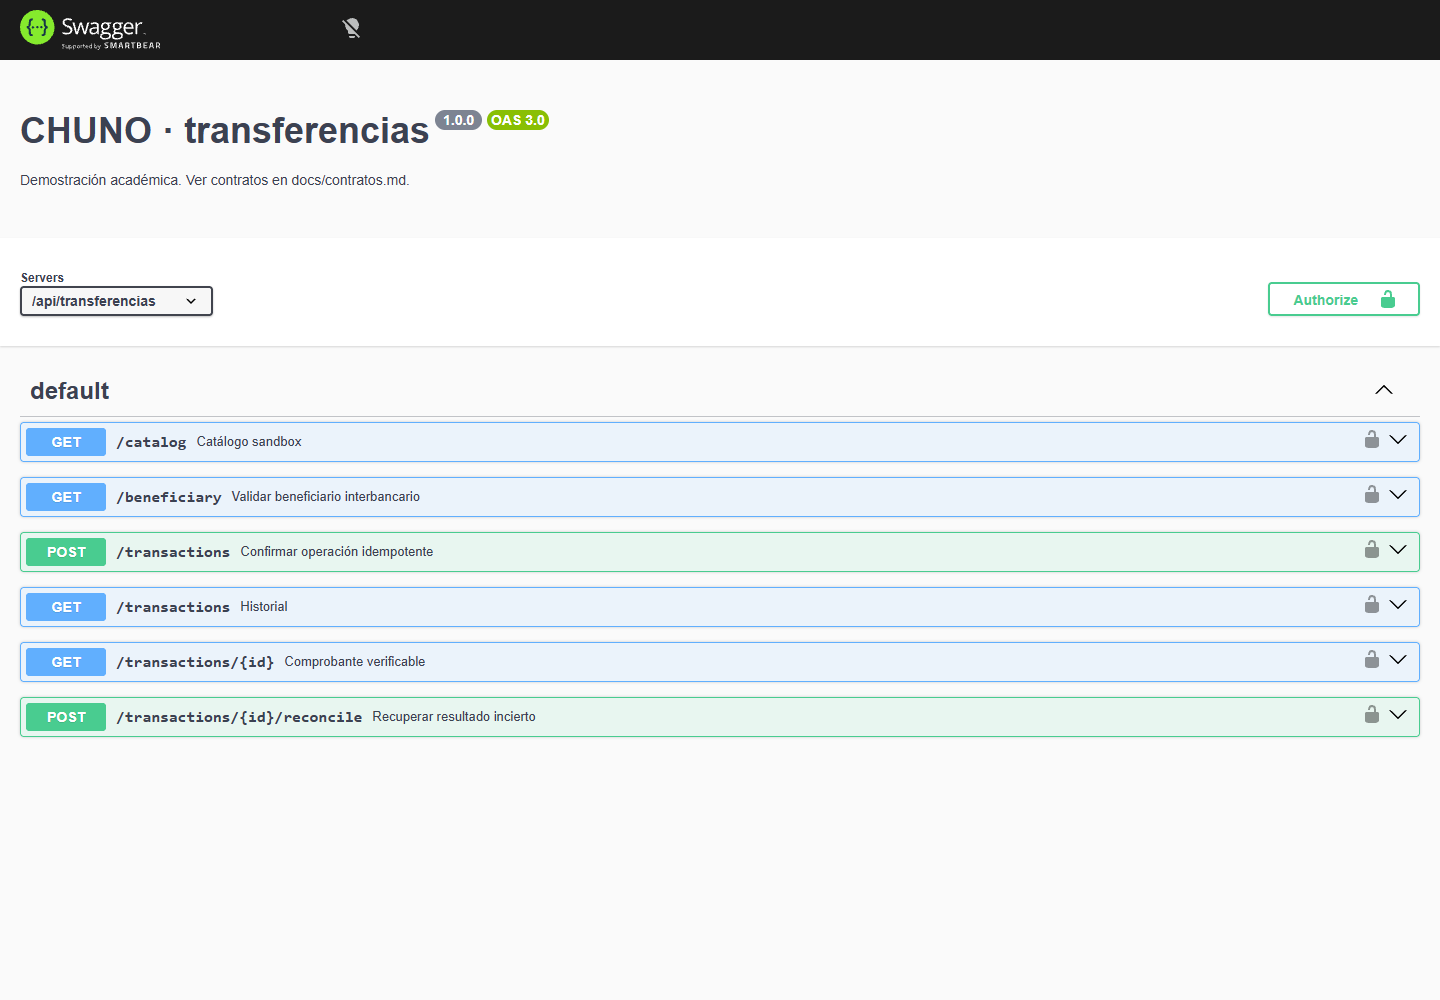 Swagger
Supported by SMARTBEAR
CHUNO · transferencias 1.0.0 OAS 3.0
Demostración académica. Ver contratos en docs/contratos.md.
Servers
/api/transferencias
Authorize
default
GET /catalog Catálogo sandbox
GET /beneficiary Validar beneficiario interbancario
POST /transactions Confirmar operación idempotente
GET /transactions Historial
GET /transactions/{id} Comprobante verificable
POST /transactions/{id}/reconcile Recuperar resultado incierto